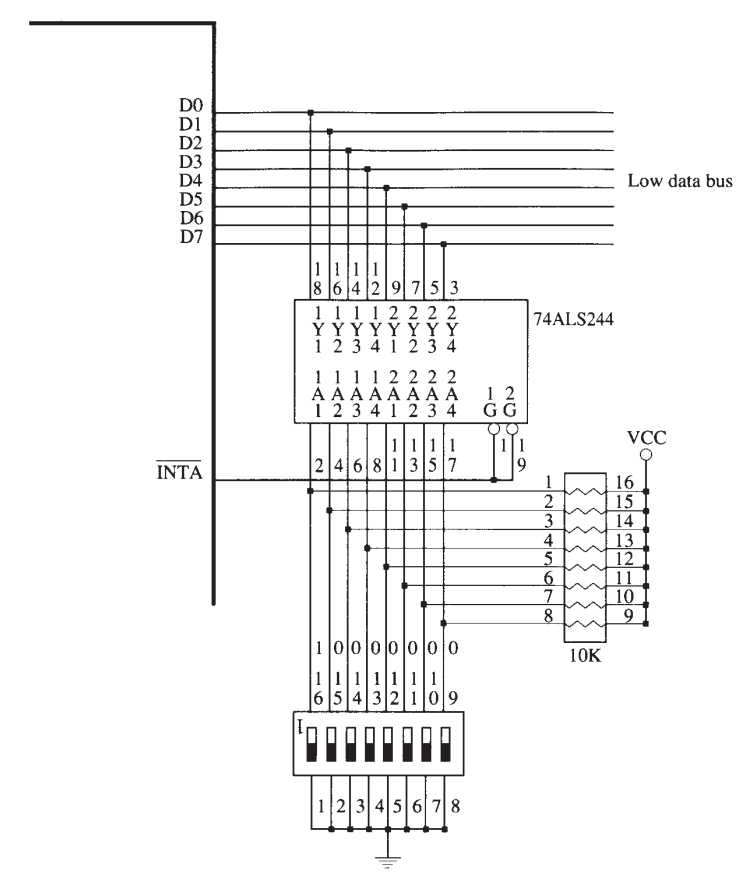 D0
D1
D2
D3
D4
D5
D6
D7
Low data bus
18 16 14 12 9 7 5 3
1Y1 1Y2 1Y3 1Y4 2Y1 2Y2 2Y3 2Y4
74ALS244
1A1 1A2 1A3 1A4 2A1 2A2 2A3 2A4
1G 2G
1 19
INTA
2 4 6 8 11 13 15 17
VCC
1 16
2 15
3 14
4 13
5 12
6 11
7 10
8 9
10K
1 0 0 0 0 0 0 0
16 15 14 13 12 11 10 9
1
1 2 3 4 5 6 7 8